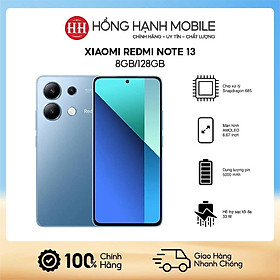 HỒNG HẠNH MOBILE
CHÍNH HÃNG - UY TÍN - CHẤT LƯỢNG
XIAOMI REDMI NOTE 13
8GB/128GB
Chip xử lý
Snapdragon 685
Màn hình
AMOLED
6.67 inch
Dung lượng pin
5000 mAh
Hỗ trợ sạc tối đa
33 W
100% Chính Hãng
Giao Hàng
Nhanh Chóng